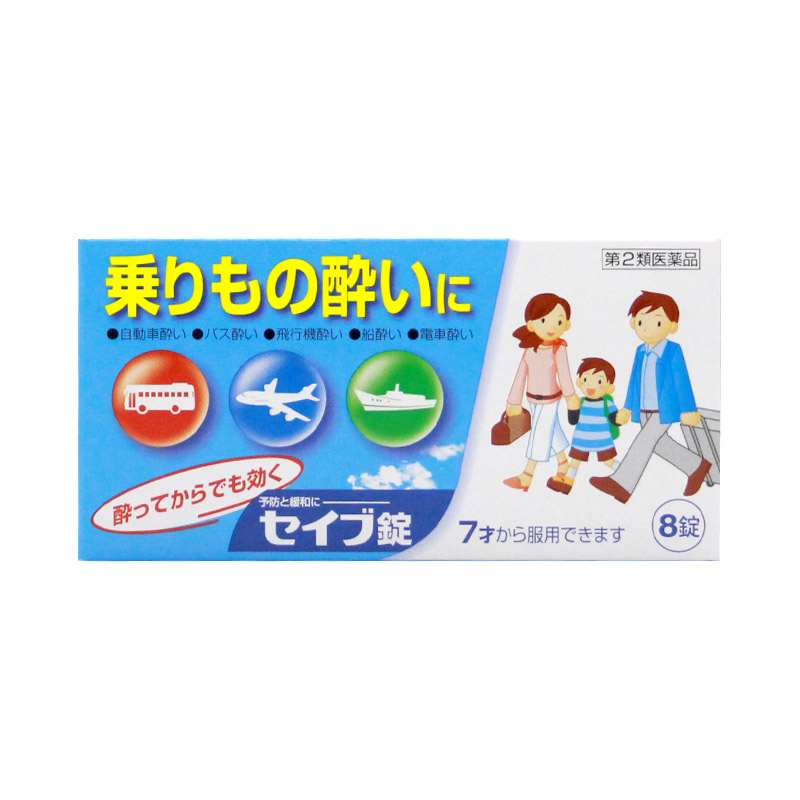 乗りもの酔いに
●自動車酔い ●バス酔い ●飛行機酔い ●船酔い ●電車酔い
酔ってからでも効く
予防と緩和に
セイブ錠
第2類医薬品
7才から服用できます
8錠